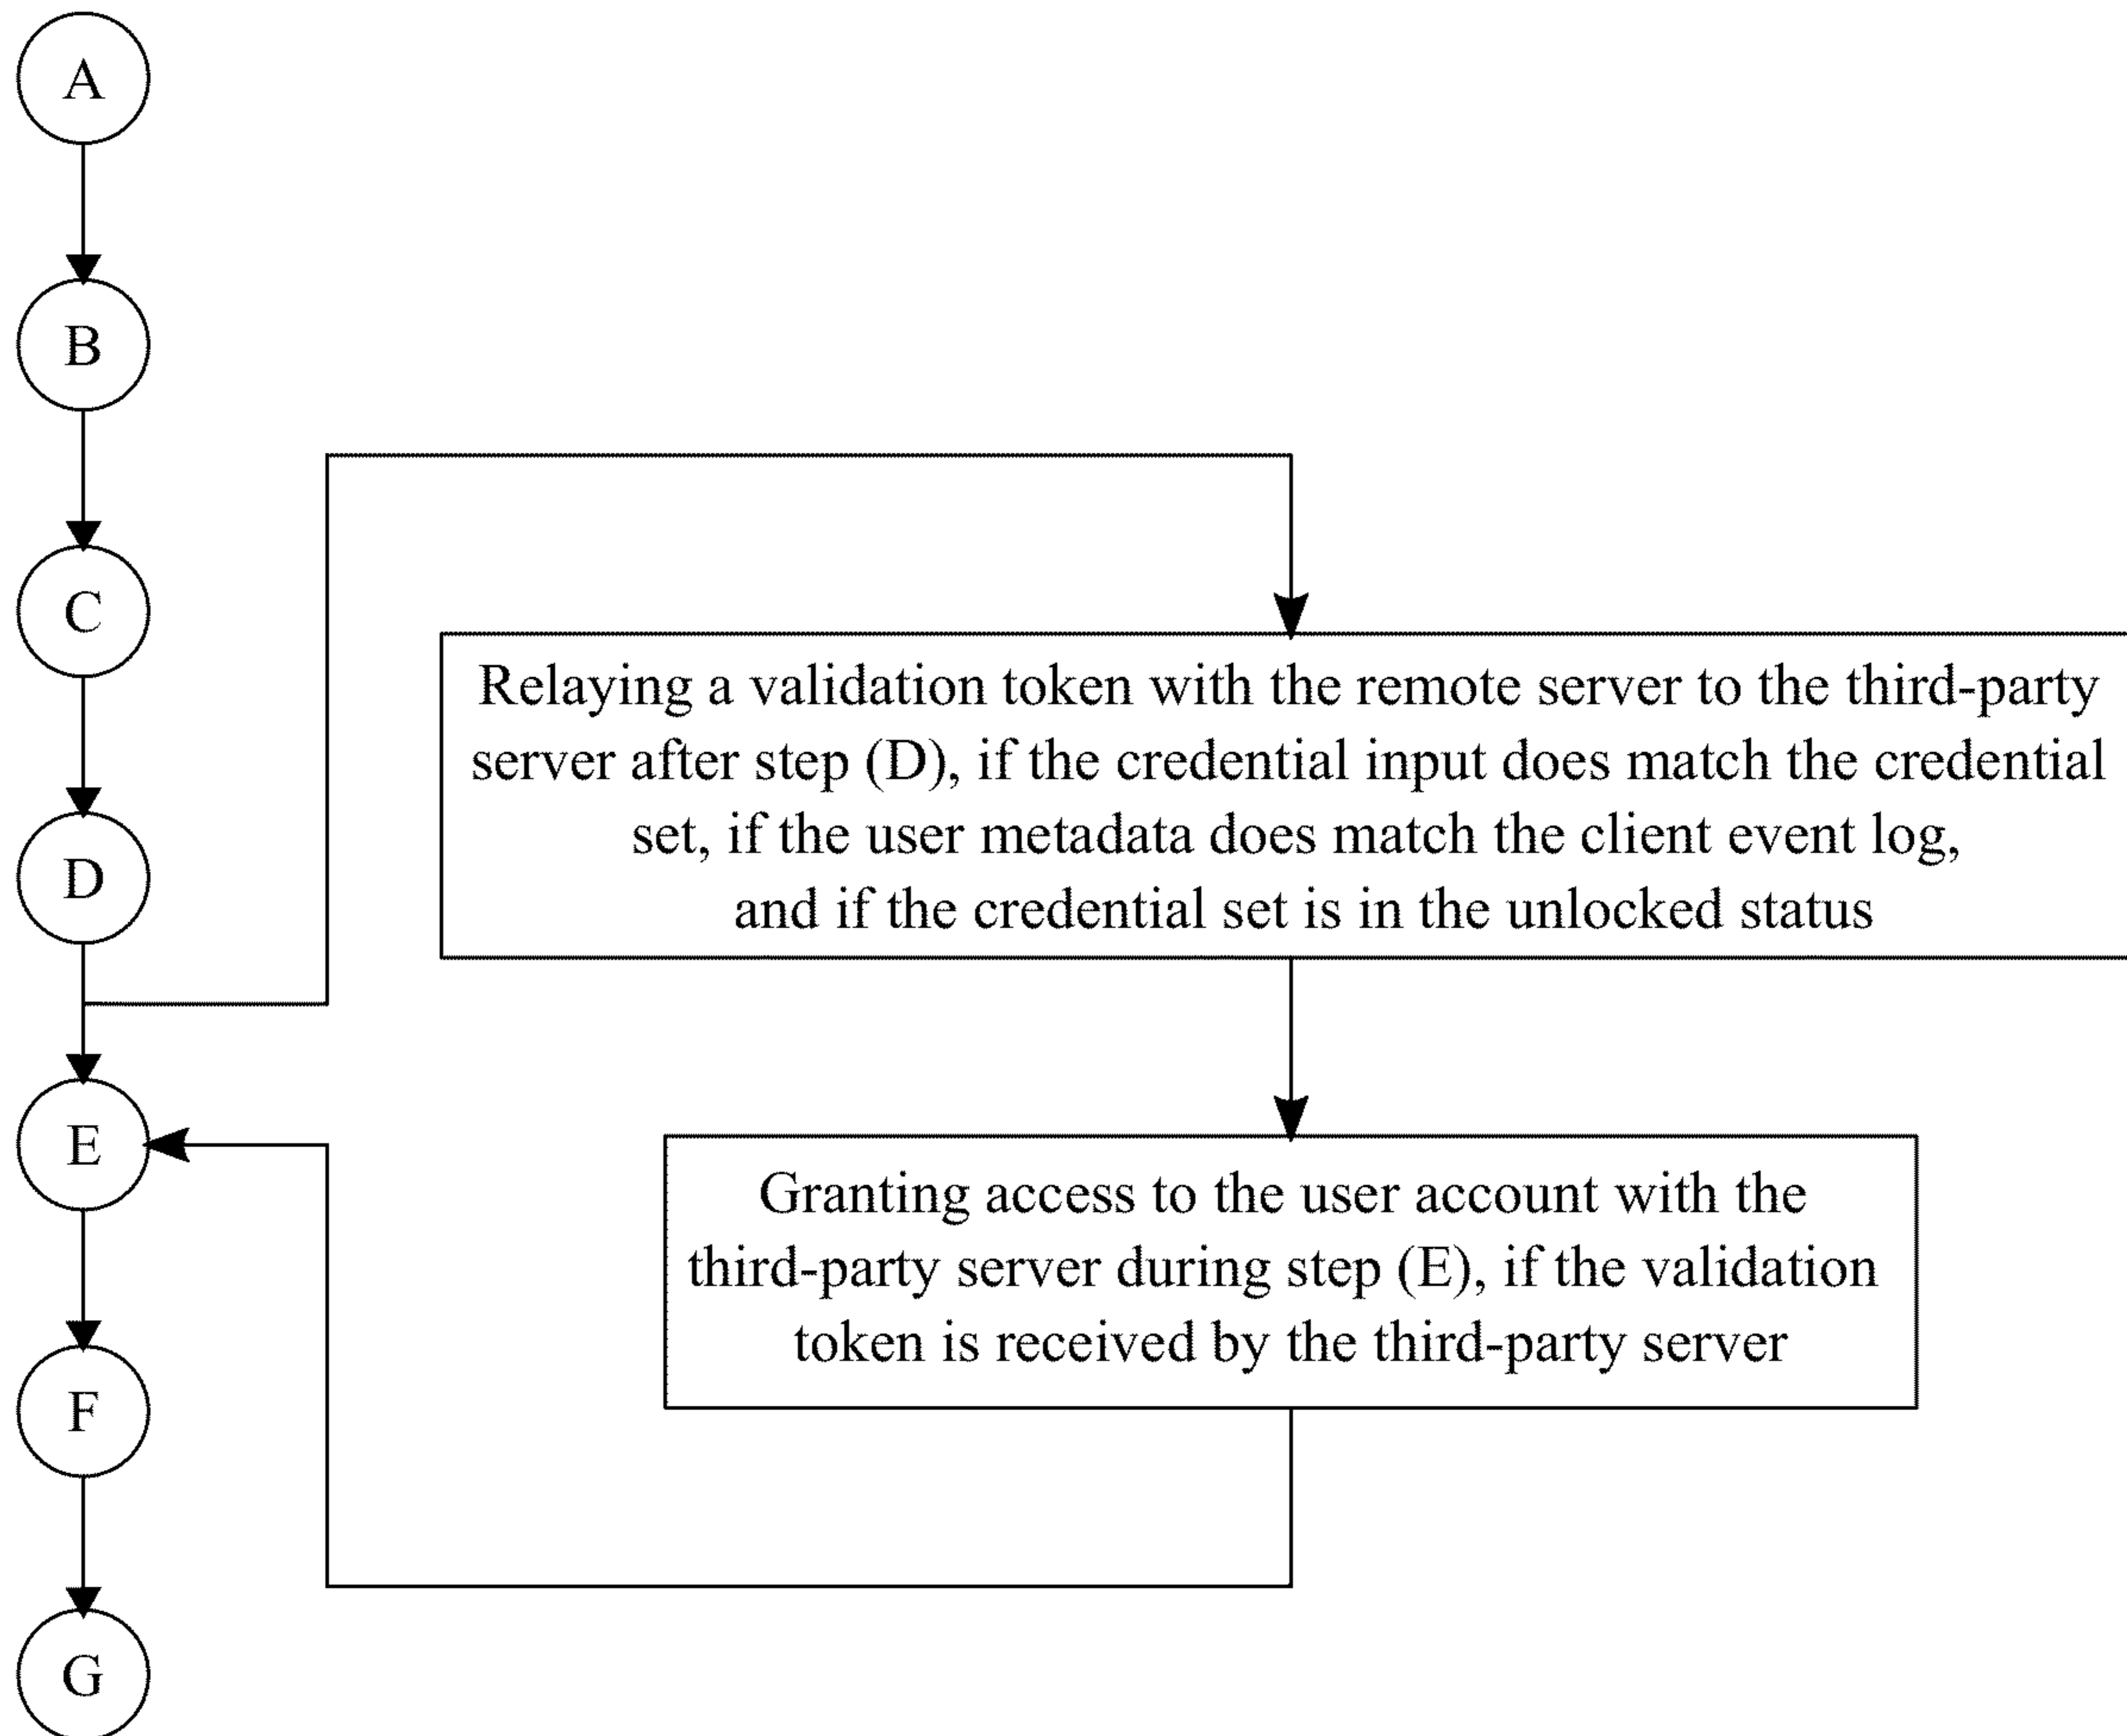 A
B
C
D
E
F
G
Relaying a validation token with the remote server to the third-party
server after step (D), if the credential input does match the credential
set, if the user metadata does match the client event log,
and if the credential set is in the unlocked status
Granting access to the user account with the
third-party server during step (E), if the validation
token is received by the third-party server